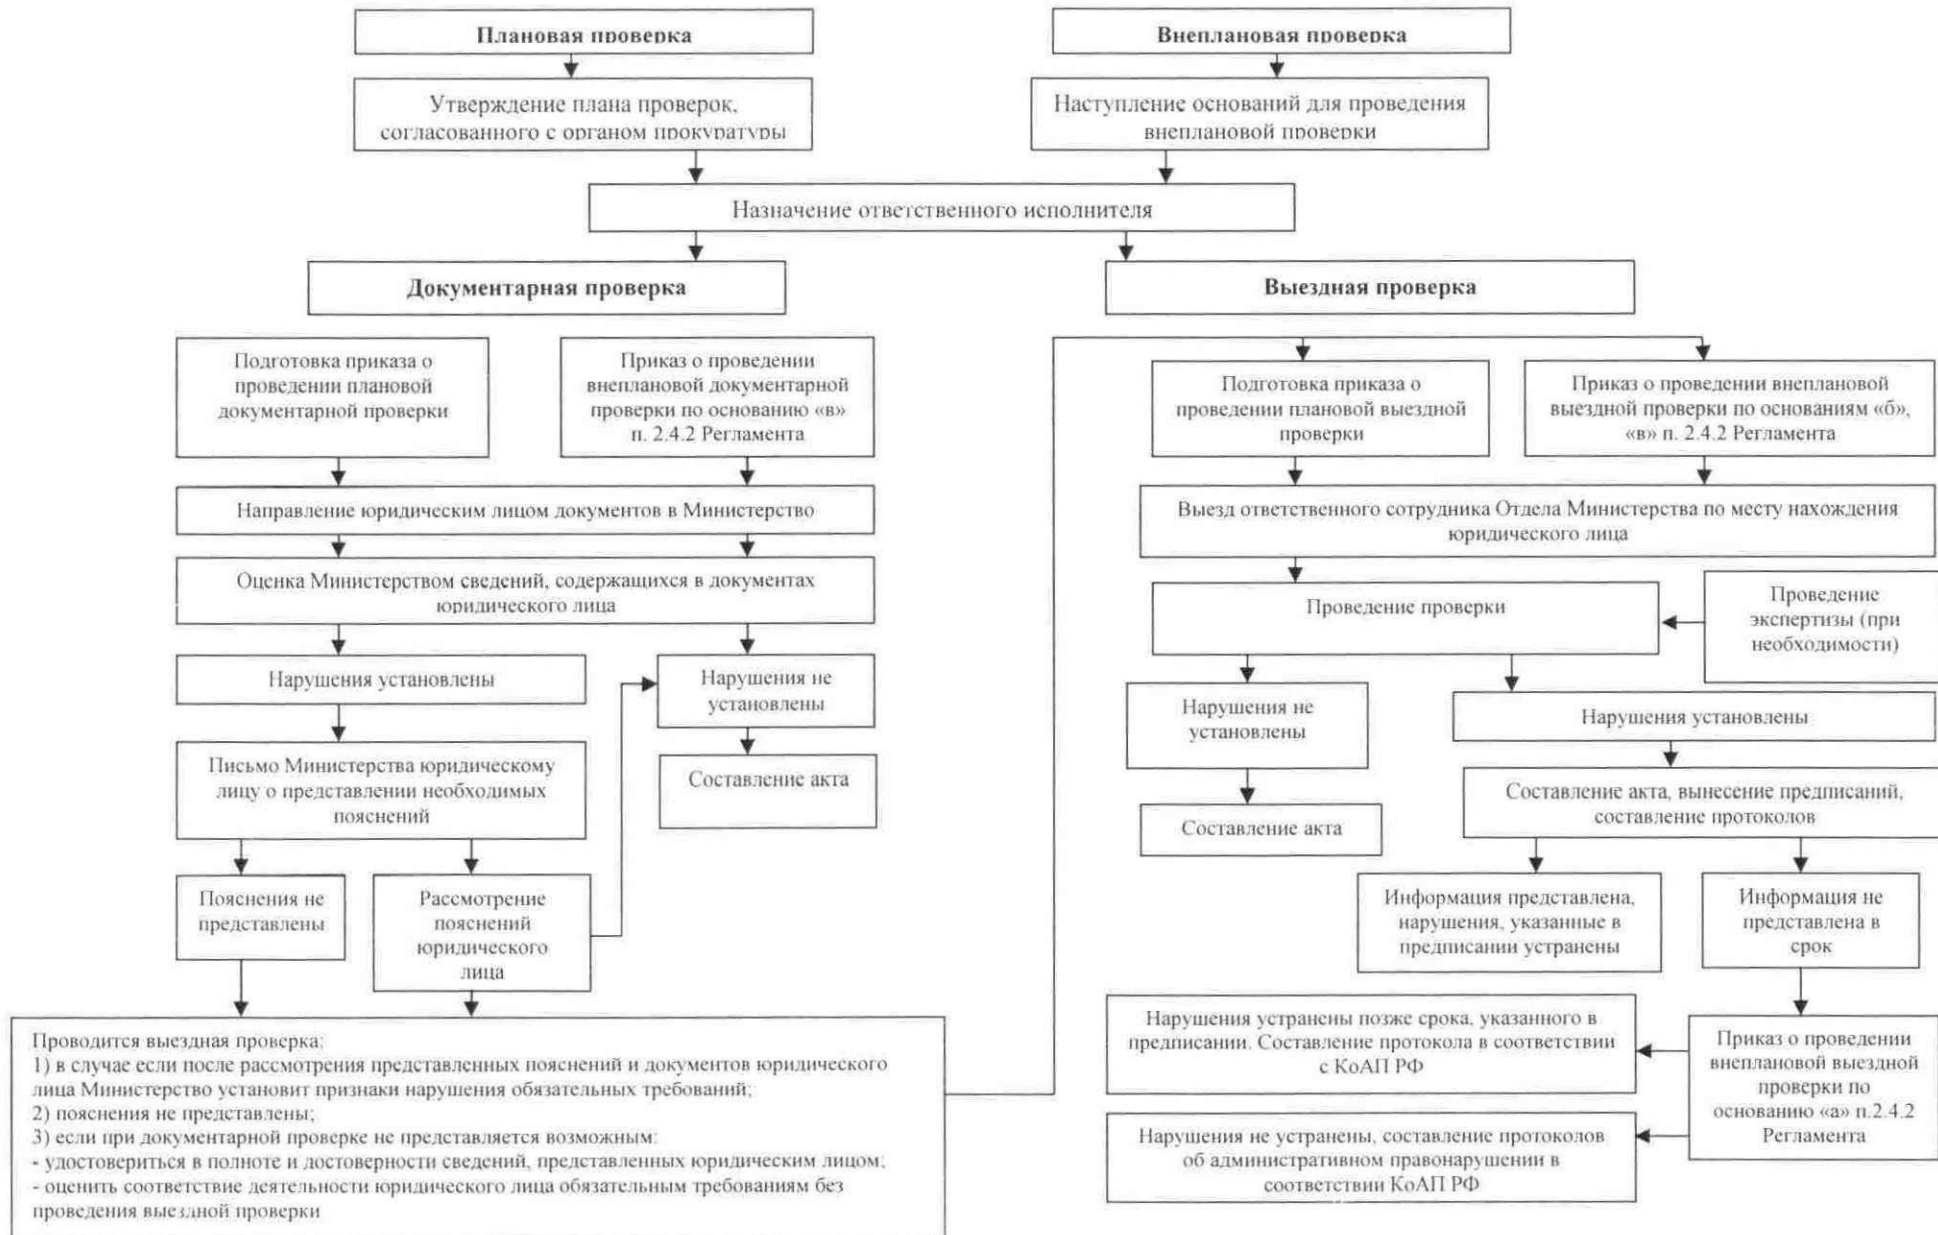 Плановая проверка
Внеплановая проверка
Утверждение плана проверок,
согласованного с органом прокуратуры
Наступление оснований для проведения
внеплановой проверки
Назначение ответственного исполнителя
Документарная проверка
Выездная проверка
Подготовка приказа о
проведении плановой
документарной проверки
Приказ о проведении
внеплановой документарной
проверки по основанию «в»
п. 2.4.2 Регламента
Подготовка приказа о
проведении плановой выездной
проверки
Приказ о проведении внеплановой
выездной проверки по основаниям «б»,
«в» п. 2.4.2 Регламента
Направление юридическим лицом документов в Министерство
Выезд ответственного сотрудника Отдела Министерства по месту нахождения
юридического лица
Оценка Министерством сведений, содержащихся в документах
юридического лица
Проведение проверки
Проведение
экспертизы (при
необходимости)
Нарушения установлены
Нарушения не
установлены
Нарушения не
установлены
Нарушения установлены
Письмо Министерства юридическому
лицу о представлении необходимых
пояснений
Составление акта
Составление акта
Составление акта, вынесение предписаний,
составление протоколов
Пояснения не
представлены
Рассмотрение
пояснений
юридического
лица
Информация представлена,
нарушения, указанные в
предписании устранены
Информация не
представлена в
срок
Проводится выездная проверка:
1) в случае если после рассмотрения представленных пояснений и документов юридического
лица Министерство установит признаки нарушения обязательных требований;
2) пояснения не представлены;
3) если при документарной проверке не представляется возможным:
- удостовериться в полноте и достоверности сведений, представленных юридическим лицом;
- оценить соответствие деятельности юридического лица обязательным требованиям без
проведения выездной проверки
Нарушения устранены позже срока, указанного в
предписании. Составление протокола в соответствии
с КоАП РФ
Приказ о проведении
внеплановой выездной
проверки по
основанию «а» п.2.4.2
Регламента
Нарушения не устранены, составление протоколов
об административном правонарушении в
соответствии КоАП РФ